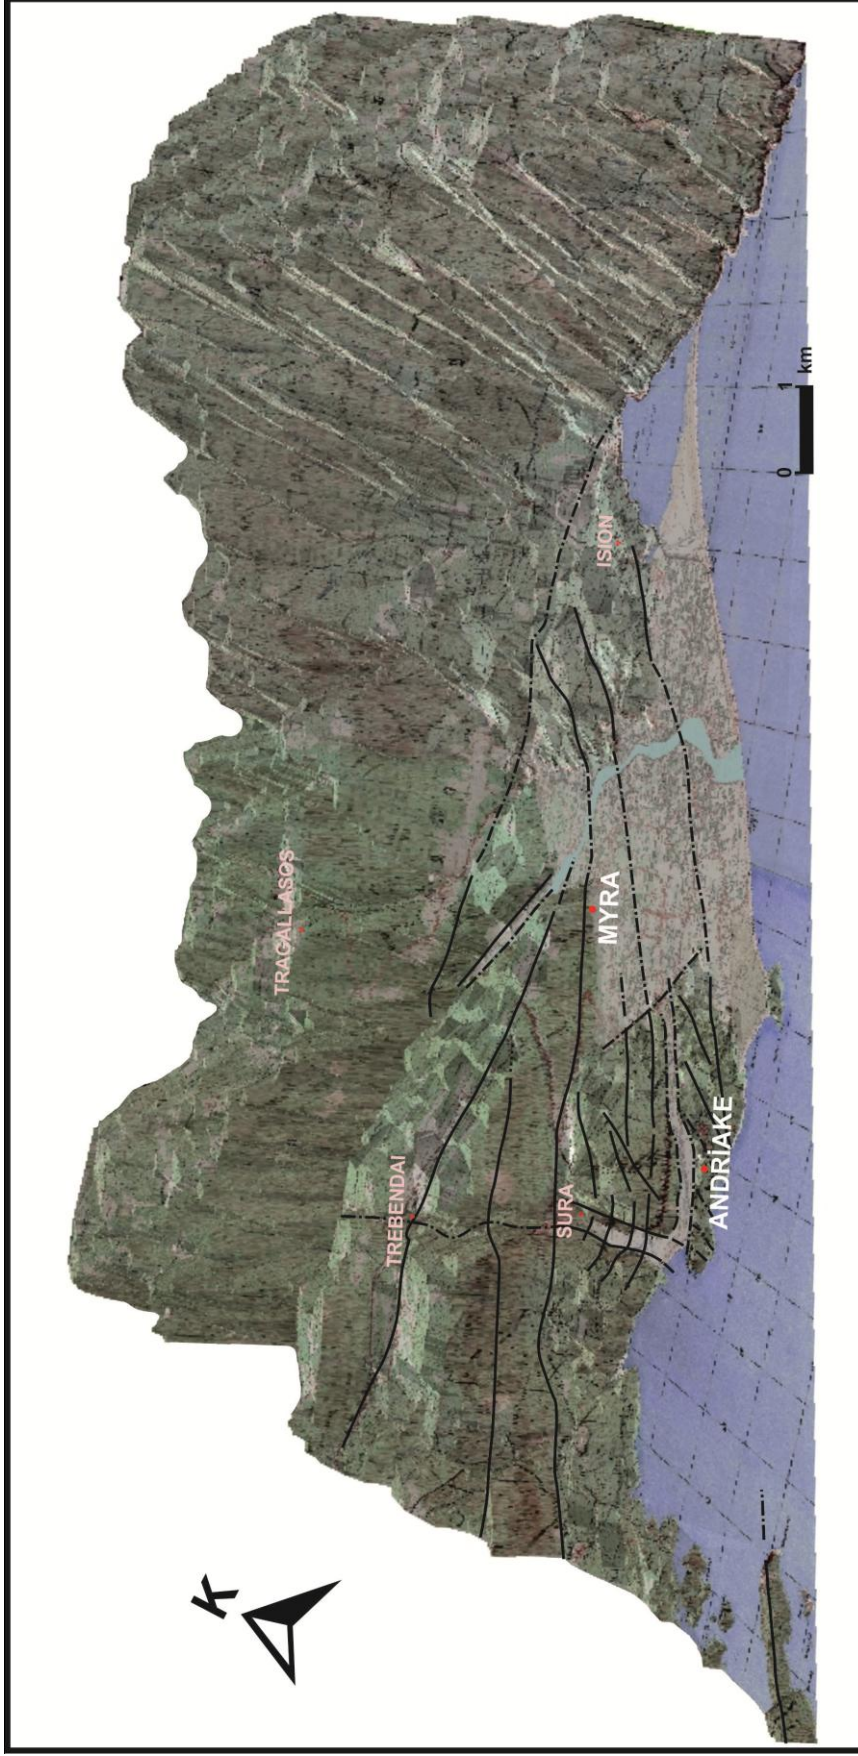 K
TREBENDAI
TRAGALLASOS
SURA
ISION
MYRA
ANDRİAKE
0 1
km